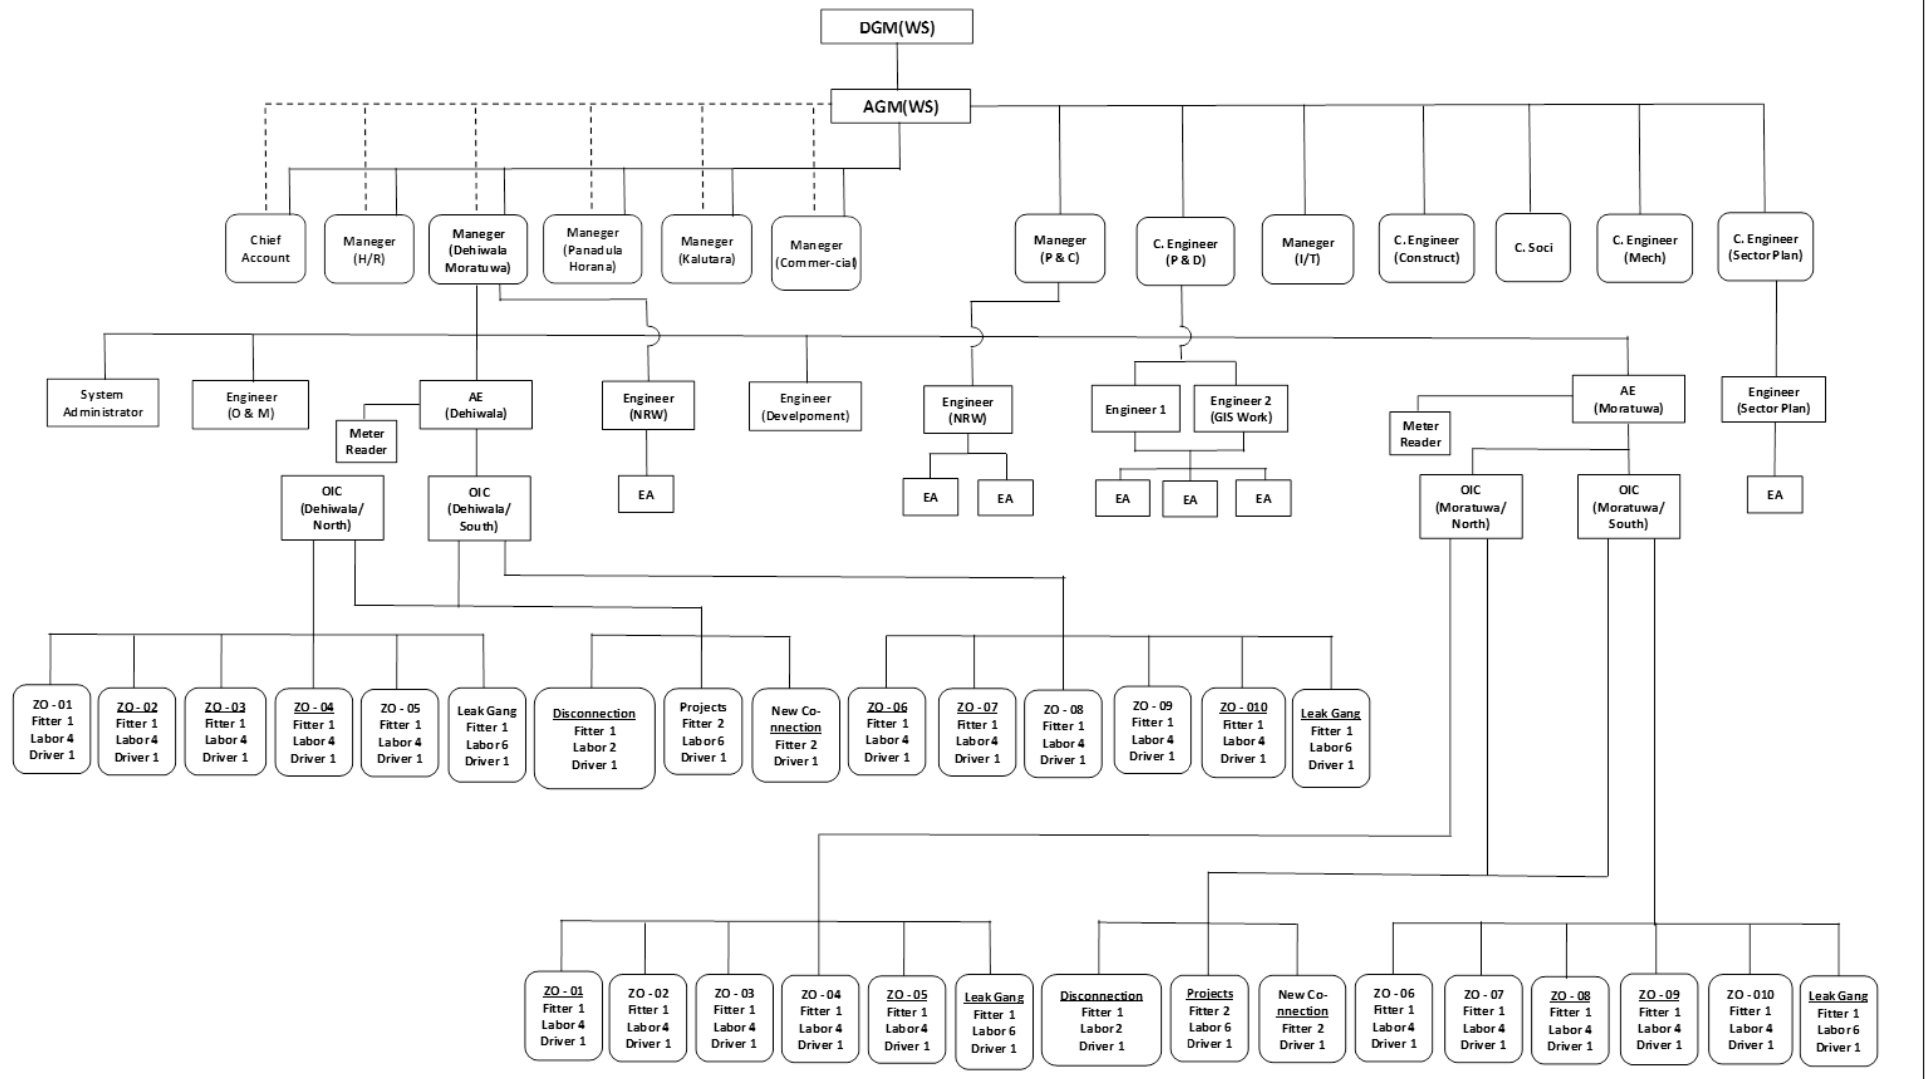 DGM(WS)
AGM(WS)
Chief
Account
Maneger
(H/R)
Maneger
(Dehiwala
Moratuwa)
Maneger
(Panadula
Horana)
Maneger
(Kalutara)
Maneger
(Commer-cial)
Maneger
(P & C)
C. Engineer
(P & D)
Maneger
(I/T)
C. Engineer
(Construct)
C. Soci
C. Engineer
(Mech)
C. Engineer
(Sector Plan)
System
Administrator
Engineer
(O & M)
AE
(Dehiwala)
Meter
Reader
Engineer
(NRW)
Engineer
(Develpoment)
Engineer
(NRW)
Engineer 1
Engineer 2
(GIS Work)
AE
(Moratuwa)
Meter
Reader
Engineer
(Sector Plan)
OIC
(Dehiwala/
North)
OIC
(Dehiwala/
South)
EA
EA
EA
EA
EA
EA
OIC
(Moratuwa/
North)
OIC
(Moratuwa/
South)
EA
ZO - 01
Fitter 1
Labor 4
Driver 1
ZO - 02
Fitter 1
Labor 4
Driver 1
ZO - 03
Fitter 1
Labor 4
Driver 1
ZO - 04
Fitter 1
Labor 4
Driver 1
ZO - 05
Fitter 1
Labor 4
Driver 1
Leak Gang
Fitter 1
Labor 6
Driver 1
Disconnection
Fitter 1
Labor 2
Driver 1
Projects
Fitter 2
Labor 6
Driver 1
New Co-
nnection
Fitter 2
Driver 1
ZO - 06
Fitter 1
Labor 4
Driver 1
ZO - 07
Fitter 1
Labor 4
Driver 1
ZO - 08
Fitter 1
Labor 4
Driver 1
ZO - 09
Fitter 1
Labor 4
Driver 1
ZO - 010
Fitter 1
Labor 4
Driver 1
Leak Gang
Fitter 1
Labor 6
Driver 1
ZO - 01
Fitter 1
Labor 4
Driver 1
ZO - 02
Fitter 1
Labor 4
Driver 1
ZO - 03
Fitter 1
Labor 4
Driver 1
ZO - 04
Fitter 1
Labor 4
Driver 1
ZO - 05
Fitter 1
Labor 4
Driver 1
Leak Gang
Fitter 1
Labor 6
Driver 1
Disconnection
Fitter 1
Labor 2
Driver 1
Projects
Fitter 2
Labor 6
Driver 1
New Co-
nnection
Fitter 2
Driver 1
ZO - 06
Fitter 1
Labor 4
Driver 1
ZO - 07
Fitter 1
Labor 4
Driver 1
ZO - 08
Fitter 1
Labor 4
Driver 1
ZO - 09
Fitter 1
Labor 4
Driver 1
ZO - 010
Fitter 1
Labor 4
Driver 1
Leak Gang
Fitter 1
Labor 6
Driver 1